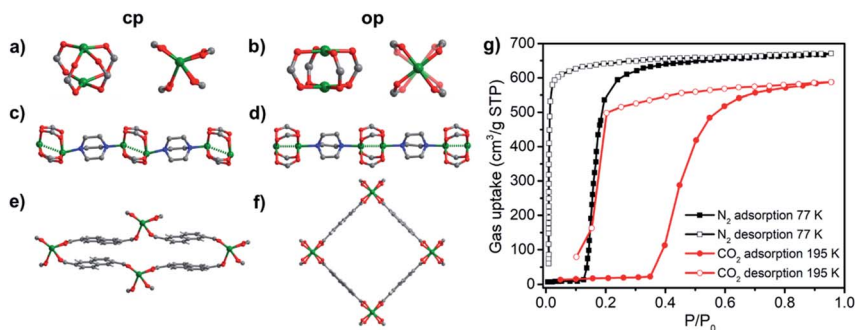 cp
op
a)
b)
c)
d)
e)
f)
g)
Gas uptake (cm³/g STP)
700
600
500
400
300
200
100
0
N₂ adsorption 77 K
N₂ desorption 77 K
CO₂ adsorption 195 K
CO₂ desorption 195 K
0.0
0.2
0.4
0.6
0.8
1.0
P/P₀